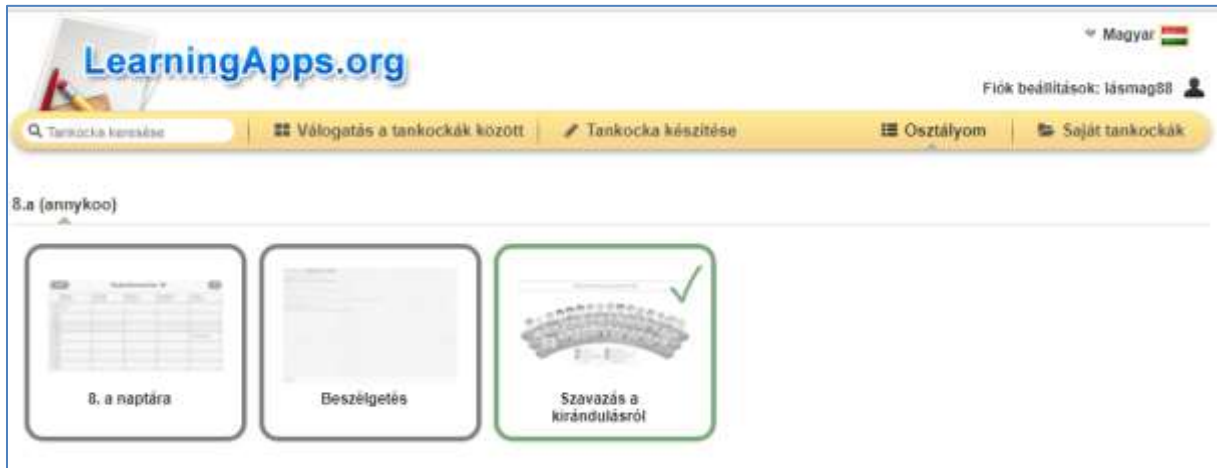 LearningApps.org
Magyar
Fiók beállítások: lásmag88
Tankocka keresése
Válogatás a tankockák között
Tankocka készítése
Osztályom
Saját tankockák
8.a (annykoo)
8. a naptára
Beszélgetés
Szavazás a
kirándulásról